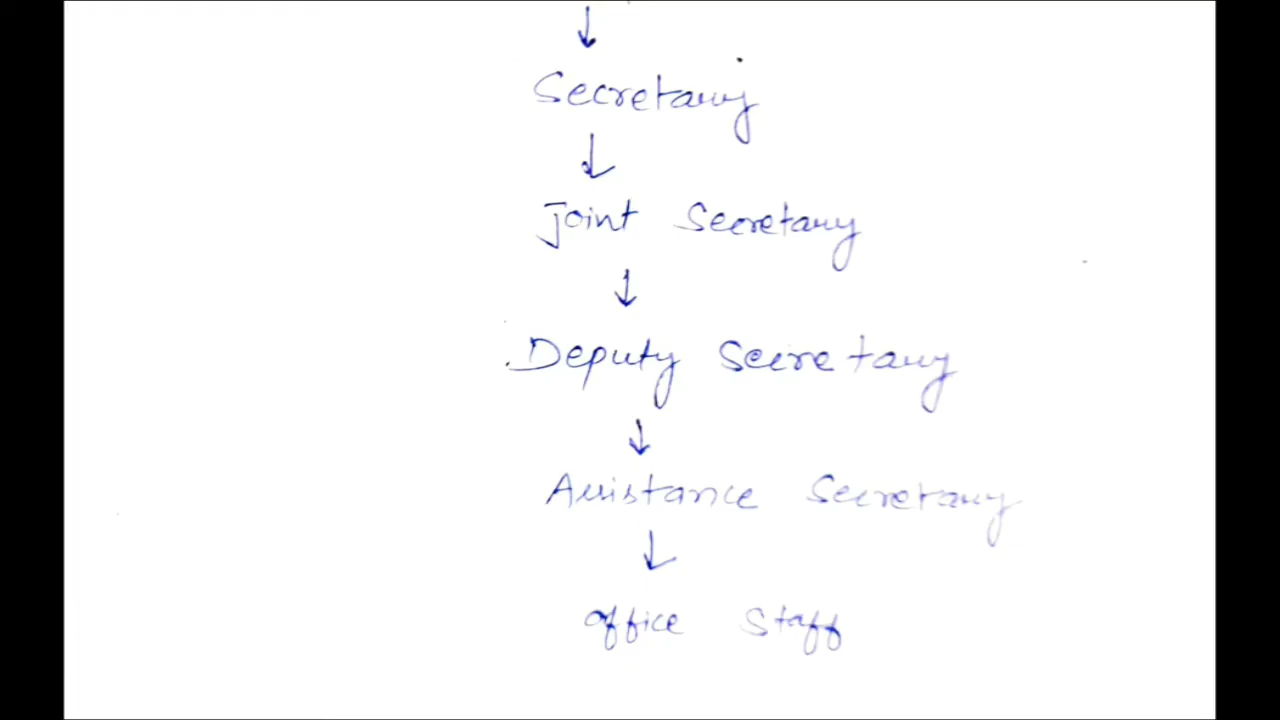 ↓
Secretary
↓
Joint Secretary
↓
Deputy Secretary
↓
Assistance Secretary
↓
office Staff